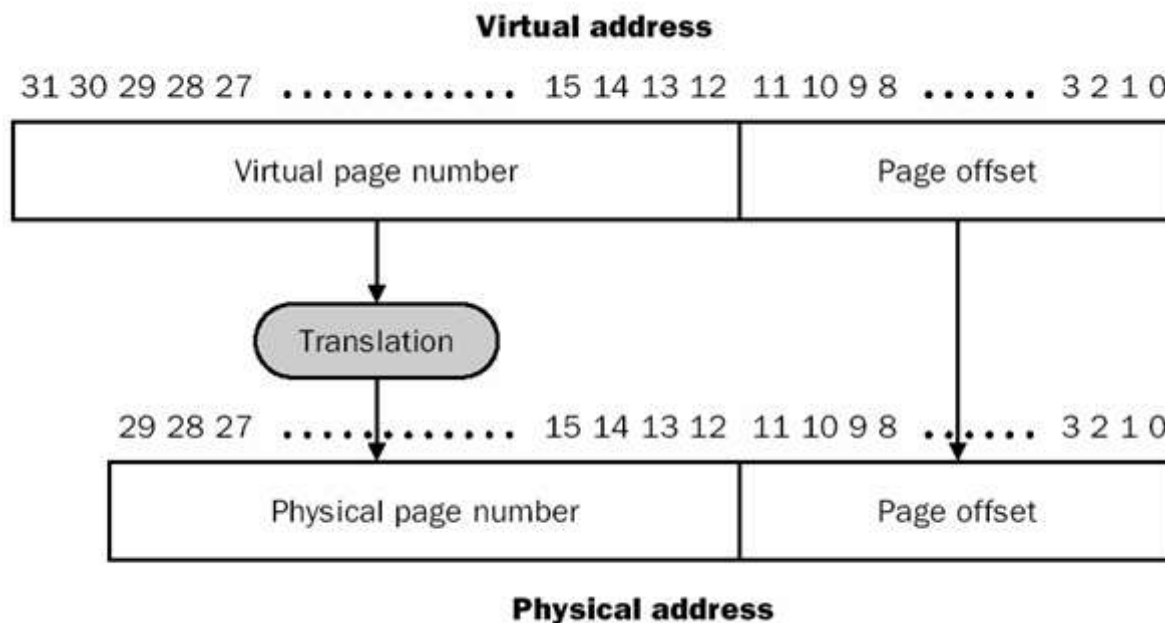 Virtual address
31 30 29 28 27 ............ 15 14 13 12 11 10 9 8 ...... 3 2 1 0
Virtual page number Page offset
Translation
29 28 27 ............ 15 14 13 12 11 10 9 8 ...... 3 2 1 0
Physical page number Page offset
Physical address